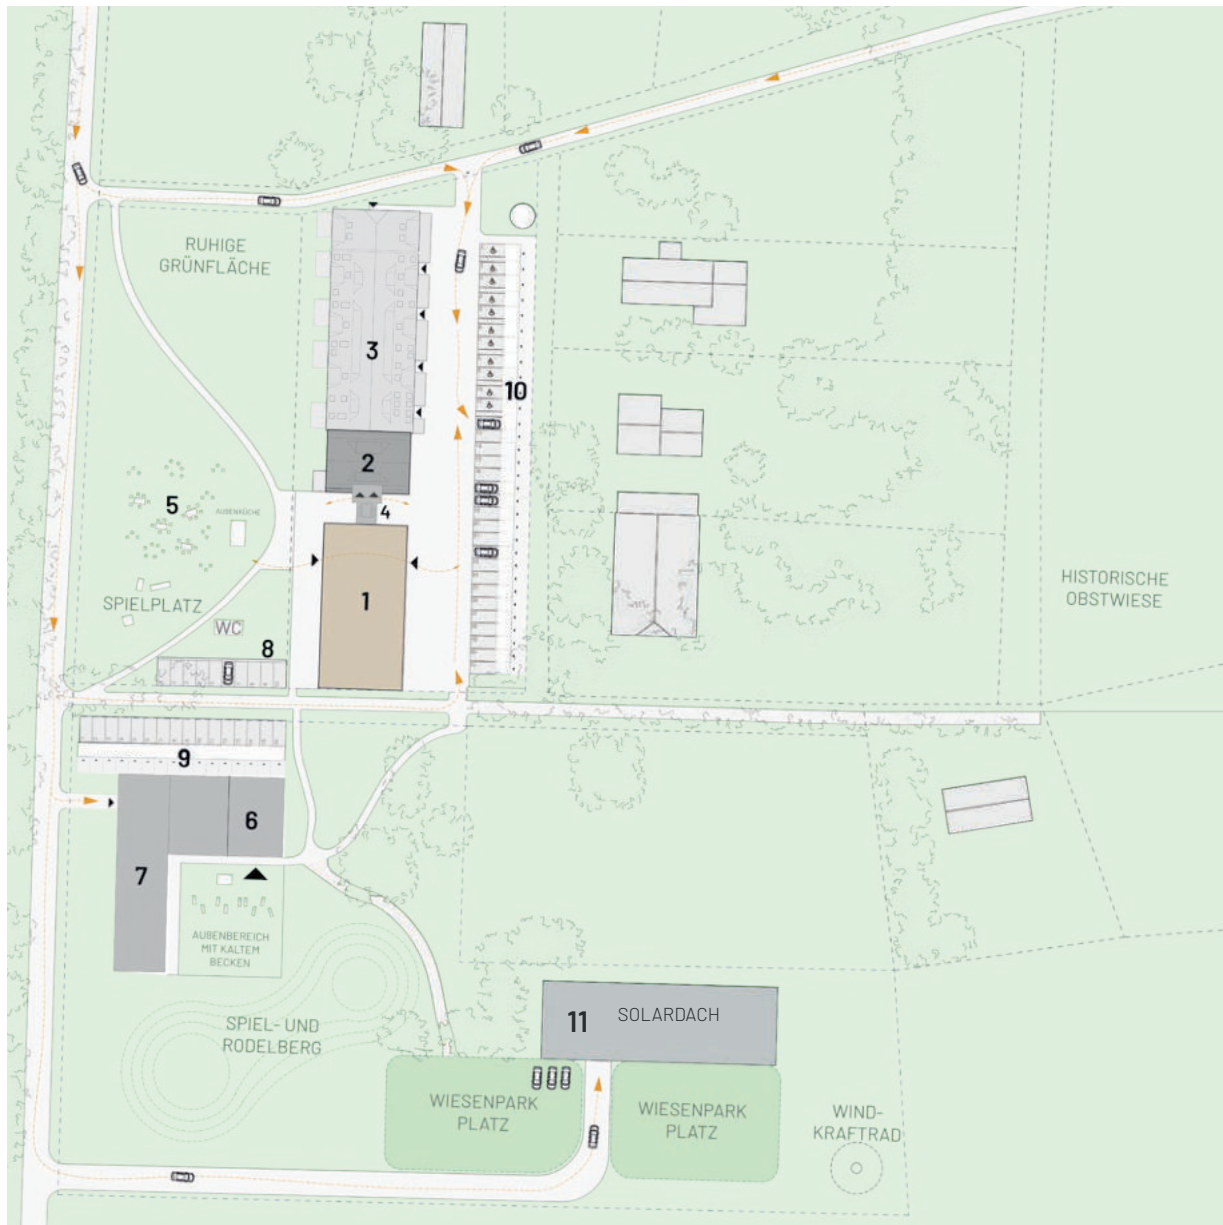 RUHIGE
GRÜNFLÄCHE
3
10
2
4
5
AUßENKÜCHE
1
SPIELPLATZ
WC
8
HISTORISCHE
OBSTWIESE
9
6
7
AUßENBEREICH
MIT KALTEM
BECKEN
SPIEL- UND
RODELBERG
11
SOLARDACH
WIESENPARK
PLATZ
WIESENPARK
PLATZ
WIND-
KRAFTRAD